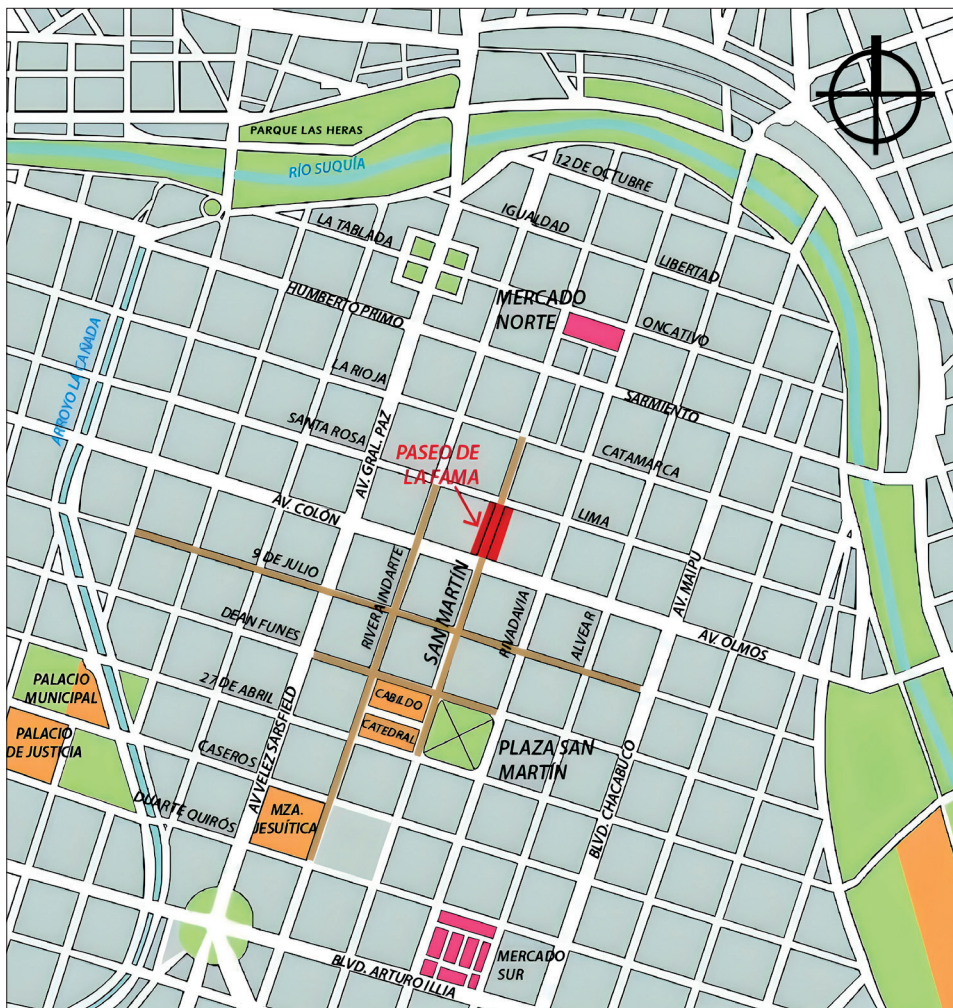 PARQUE LAS HERAS
RÍO SUQUÍA
12 DE OCTUBRE
IGUALDAD
LA TABLADA
LIBERTAD
HUMBERTO PRIMO
MERCADO
NORTE
ONCATIVO
ARROYO LA CAÑADA
LA RIOJA
SARMIENTO
SANTA ROSA
AV. GRAL. PAZ
PASEO DE
LA FAMA
CATAMARCA
AV. COLÓN
LIMA
9 DE JULIO
RIVERA INDARTE
SAN MARTÍN
RIVADAVIA
ALVEAR
AV. MAIPÚ
DEAN FUNES
AV. OLMOS
27 DE ABRIL
PALACIO
MUNICIPAL
CABILDO
PALACIO
DE JUSTICIA
CATEDRAL
CASEROS
AV VELEZ SARSFIELD
PLAZA SAN
MARTÍN
BLVD. CHACABUCO
DUARTE QUIRÓS
MZA.
JESUÍTICA
MERCADO
SUR
BLVD. ARTURO ILLIA